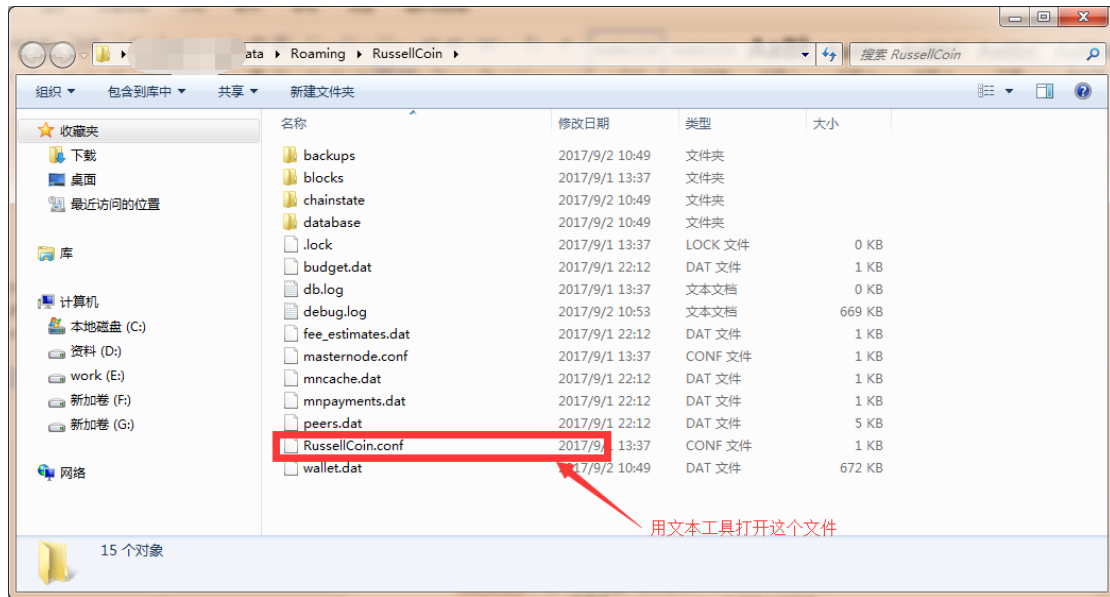 ata ▸ Roaming ▸ RussellCoin ▸
搜索 RussellCoin
组织 包含到库中 共享 新建文件夹
名称 修改日期 类型 大小
收藏夹
下载
桌面
最近访问的位置
库
计算机
本地磁盘 (C:)
资料 (D:)
work (E:)
新加卷 (F:)
新加卷 (G:)
网络
backups 2017/9/2 10:49 文件夹
blocks 2017/9/1 13:37 文件夹
chainstate 2017/9/2 10:49 文件夹
database 2017/9/2 10:49 文件夹
.lock 2017/9/1 13:37 LOCK 文件 0 KB
budget.dat 2017/9/1 22:12 DAT 文件 1 KB
db.log 2017/9/1 13:37 文本文档 0 KB
debug.log 2017/9/2 10:53 文本文档 669 KB
fee_estimates.dat 2017/9/1 22:12 DAT 文件 1 KB
masternode.conf 2017/9/1 13:37 CONF 文件 1 KB
mncache.dat 2017/9/1 22:12 DAT 文件 1 KB
mnpayments.dat 2017/9/1 22:12 DAT 文件 1 KB
peers.dat 2017/9/1 22:12 DAT 文件 5 KB
RussellCoin.conf 2017/9/1 13:37 CONF 文件 1 KB
wallet.dat 2017/9/2 10:49 DAT 文件 672 KB
用文本工具打开这个文件
15 个对象